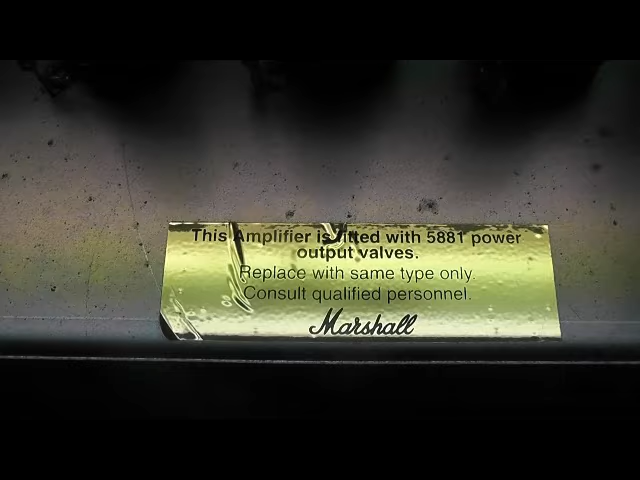 This Amplifier is fitted with 5881 power
output valves.
Replace with same type only.
Consult qualified personnel.
Marshall